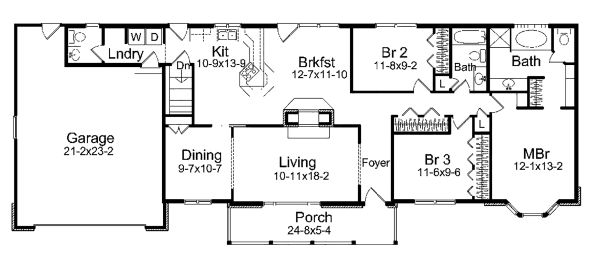 Lndry
W D
Kit
10-9x13-9
Dn
Brkfst
12-7x11-10
Br 2
11-8x9-2
Bath
L
Bath
Garage
21-2x23-2
Dining
9-7x10-7
Living
10-11x18-2
Foyer
Br 3
11-6x9-6
L
MBr
12-1x13-2
Porch
24-8x5-4